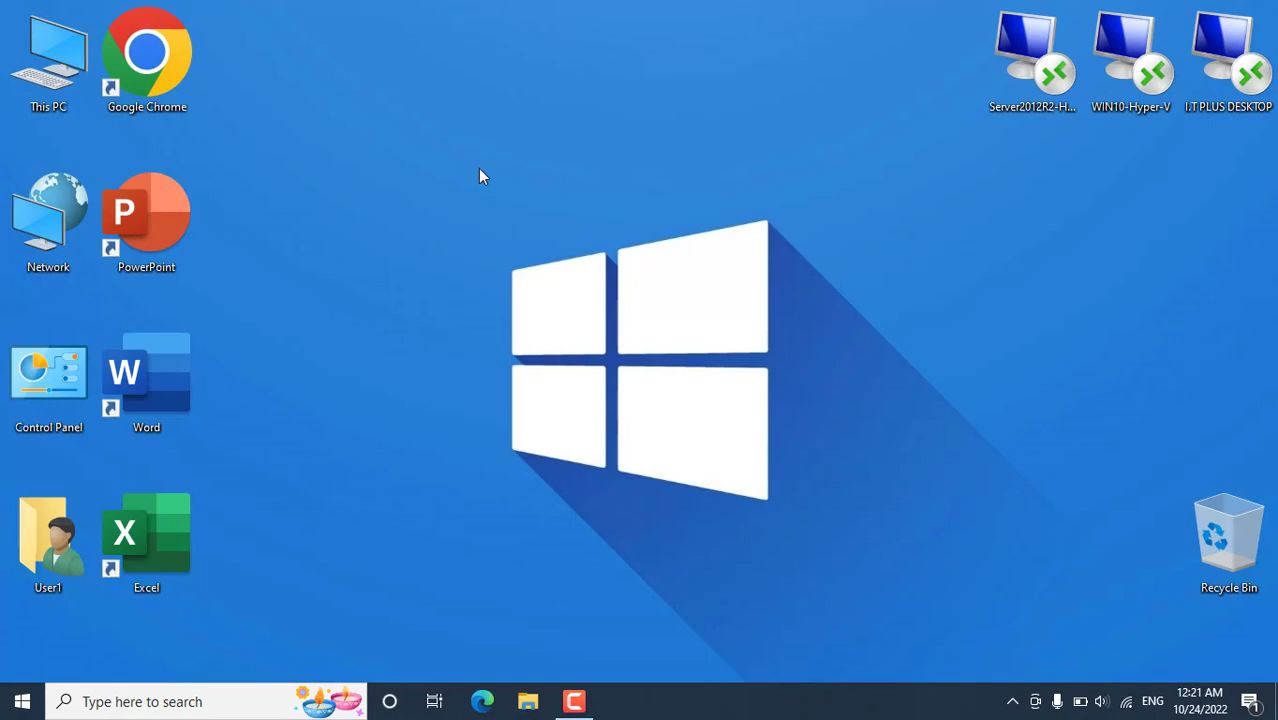 This PC
Google Chrome
Server2012R2-H...
WIN10-Hyper-V
I.T PLUS DESKTOP
P
Network
PowerPoint
W
Control Panel
Word
X
User1
Excel
Recycle Bin
Type here to search
ENG
12:21 AM
10/24/2022
1